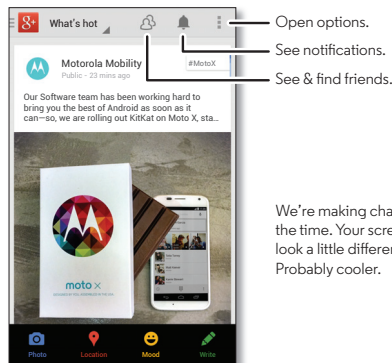 8+ What's hot
Open options.
See notifications.
See & find friends.
Motorola Mobility
Public - 23 mins ago
#MotoX
Our Software team has been working hard to
bring you the best of Android as soon as it
can—so, we are rolling out KitKat on Moto X, sta...
We're making cha
the time. Your scre
look a little differen
Probably cooler.
moto x
Photo Location Mood Write